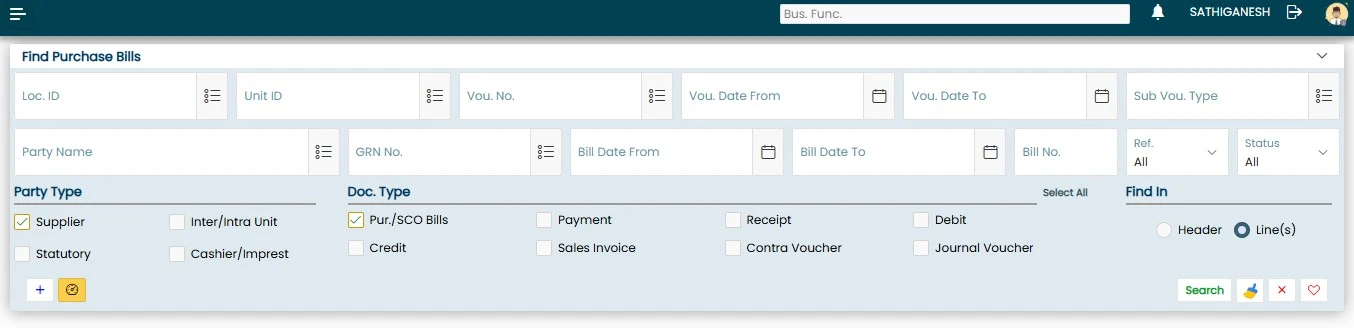 Bus. Func.
SATHIGANESH
Find Purchase Bills
Loc. ID
Unit ID
Vou. No.
Vou. Date From
Vou. Date To
Sub Vou. Type
Party Name
GRN No.
Bill Date From
Bill Date To
Bill No.
Ref.
All
Status
All
Party Type
Supplier
Inter/Intra Unit
Statutory
Cashier/Imprest
Doc. Type
Select All
Pur./SCO Bills
Payment
Receipt
Debit
Credit
Sales Invoice
Contra Voucher
Journal Voucher
Find In
Header
Line(s)
Search